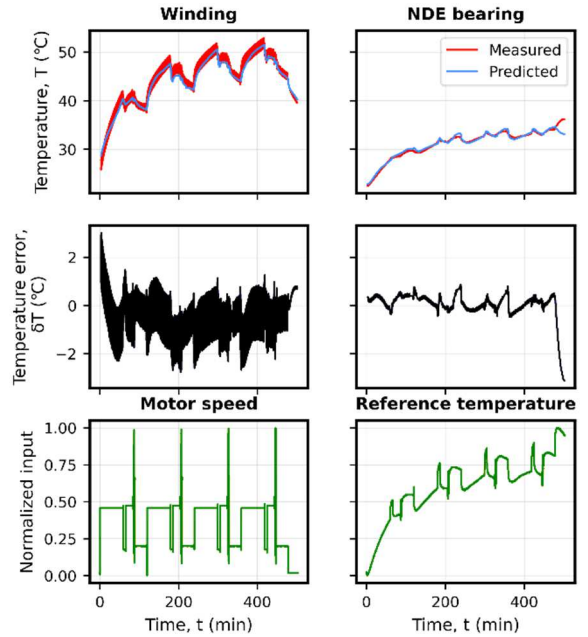 Winding
NDE bearing
Temperature, T (°C)
50
40
30
Measured
Predicted
Temperature error,
δT (°C)
2
0
−2
Motor speed
Reference temperature
Normalized input
1.00
0.75
0.50
0.25
0.00
0
200
400
0
200
400
Time, t (min)
Time, t (min)